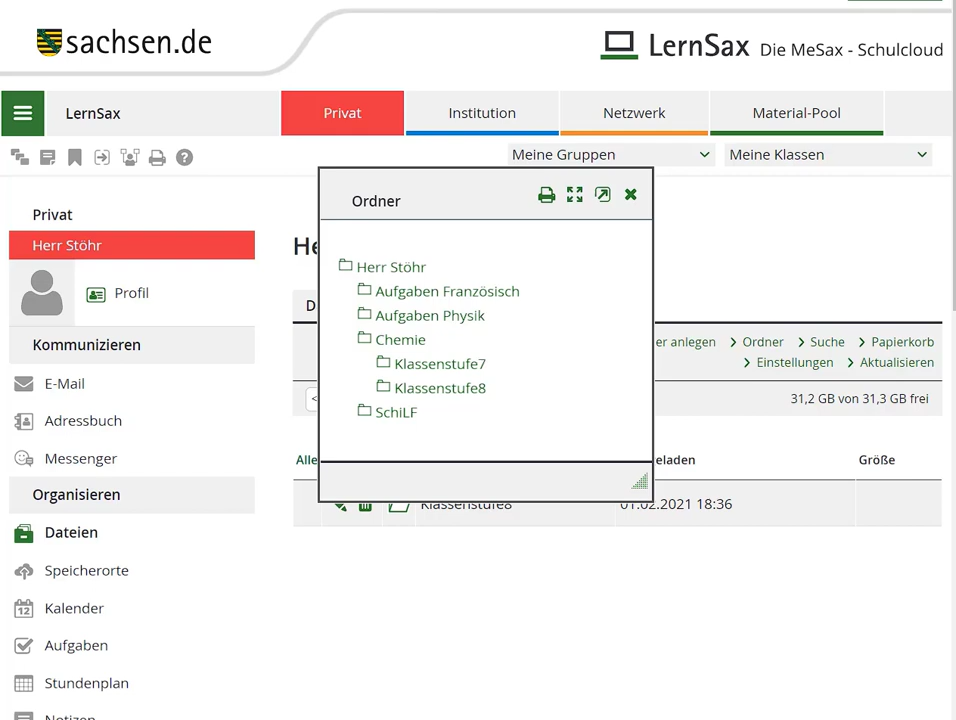 sachsen.de
LernSax Die MeSax - Schulcloud
LernSax
Privat
Institution
Netzwerk
Material-Pool
Meine Gruppen
Meine Klassen
Privat
Herr Stöhr
Profil
Kommunizieren
E-Mail
Adressbuch
Messenger
Organisieren
Dateien
Speicherorte
12
Kalender
Aufgaben
Stundenplan
Notizen
He
D
Ordner
Herr Stöhr
Aufgaben Französisch
Aufgaben Physik
Chemie
Klassenstufe7
Klassenstufe8
SchiLF
er anlegen > Ordner > Suche > Papierkorb
> Einstellungen > Aktualisieren
<
31,2 GB von 31,3 GB frei
Alle
eladen
Größe
Klassenstufe8
01.02.2021 18:36